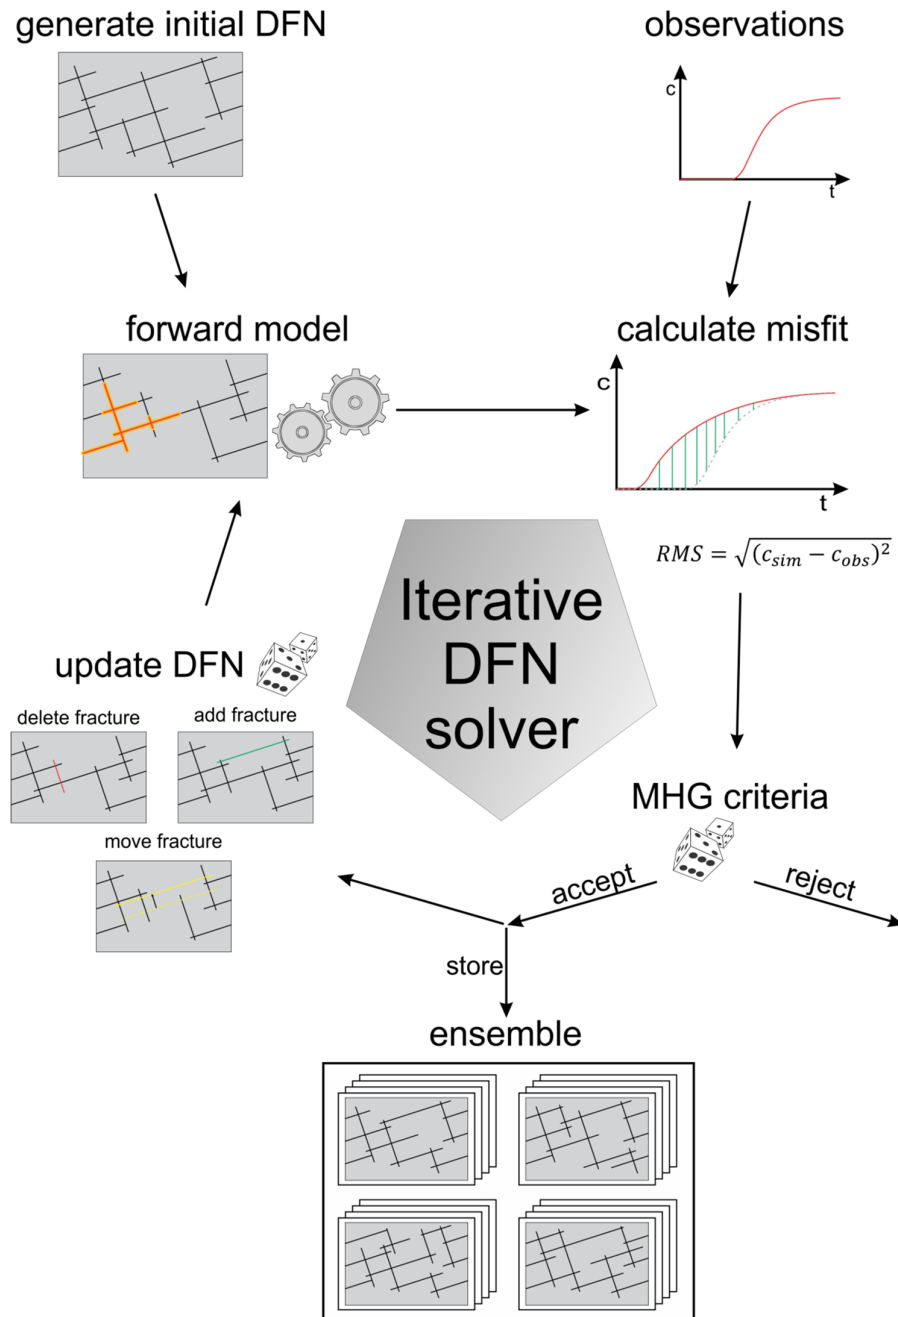 generate initial DFN
observations
c
t
forward model
calculate misfit
c
t
RMS = √(c_sim − c_obs)²
Iterative
DFN
solver
update DFN
delete fracture
add fracture
move fracture
MHG criteria
accept
reject
store
ensemble